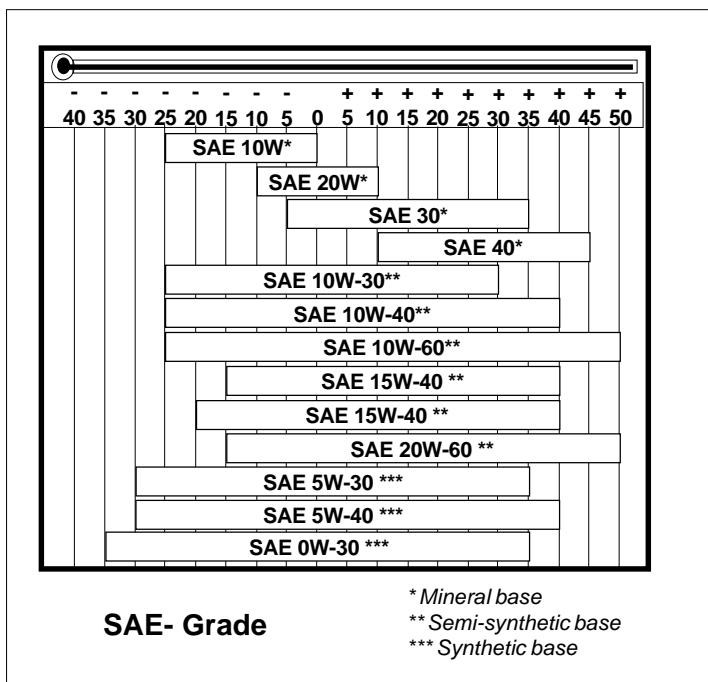 - - - - - - - - + + + + + + + + + +
40 35 30 25 20 15 10 5 0 5 10 15 20 25 30 35 40 45 50
SAE 10W*
SAE 20W*
SAE 30*
SAE 40*
SAE 10W-30**
SAE 10W-40**
SAE 10W-60**
SAE 15W-40 **
SAE 15W-40 **
SAE 20W-60 **
SAE 5W-30 ***
SAE 5W-40 ***
SAE 0W-30 ***
SAE- Grade
* Mineral base
** Semi-synthetic base
*** Synthetic base